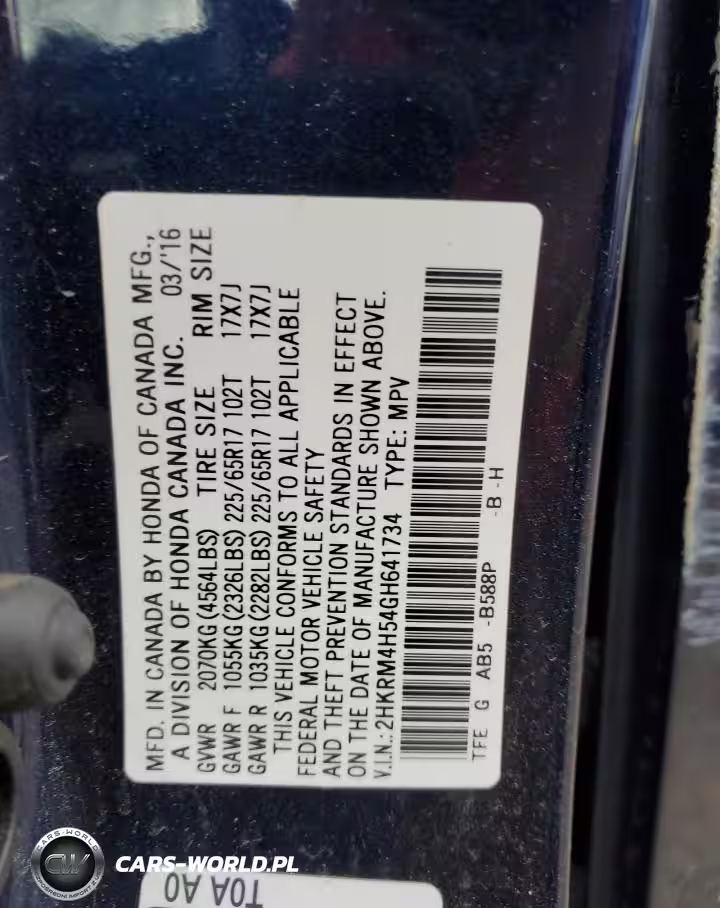 MFD. IN CANADA BY HONDA OF CANADA MFG.,
A DIVISION OF HONDA CANADA INC. 03/'16
GVWR 2070KG (4564LBS) TIRE SIZE RIM SIZE
GAWR F 1055KG (2326LBS) 225/65R17 102T 17X7J
GAWR R 1035KG (2282LBS) 225/65R17 102T 17X7J
THIS VEHICLE CONFORMS TO ALL APPLICABLE
FEDERAL MOTOR VEHICLE SAFETY
AND THEFT PREVENTION STANDARDS IN EFFECT
ON THE DATE OF MANUFACTURE SHOWN ABOVE.
V.I.N.:2HKRM4H54GH641734 TYPE: MPV
TFE G AB5 -B588P -B -H
T0A A0
CARS-WORLD
CW
CARS-WORLD.PL